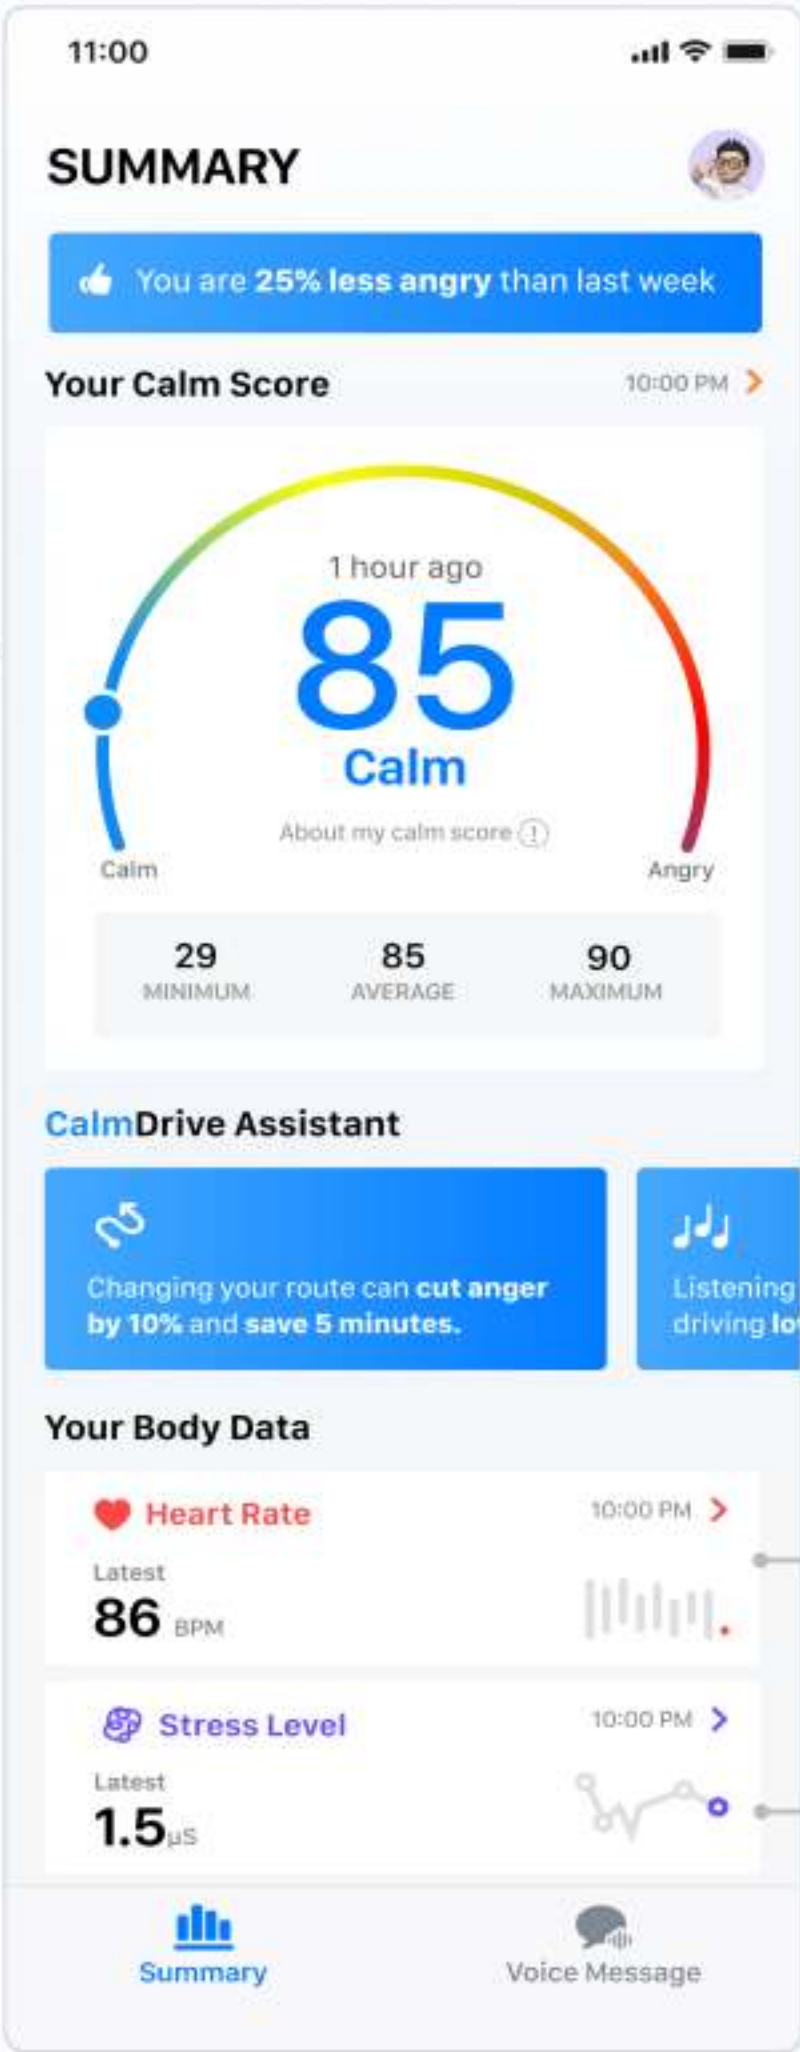 11:00
SUMMARY
You are 25% less angry than last week
Your Calm Score
10:00 PM
1 hour ago
85
Calm
About my calm score
Calm
Angry
29
MINIMUM
85
AVERAGE
90
MAXIMUM
CalmDrive Assistant
Changing your route can cut anger
by 10% and save 5 minutes.
Listening
driving
Your Body Data
Heart Rate
10:00 PM
Latest
86 BPM
Stress Level
10:00 PM
Latest
1.5µS
Summary
Voice Message